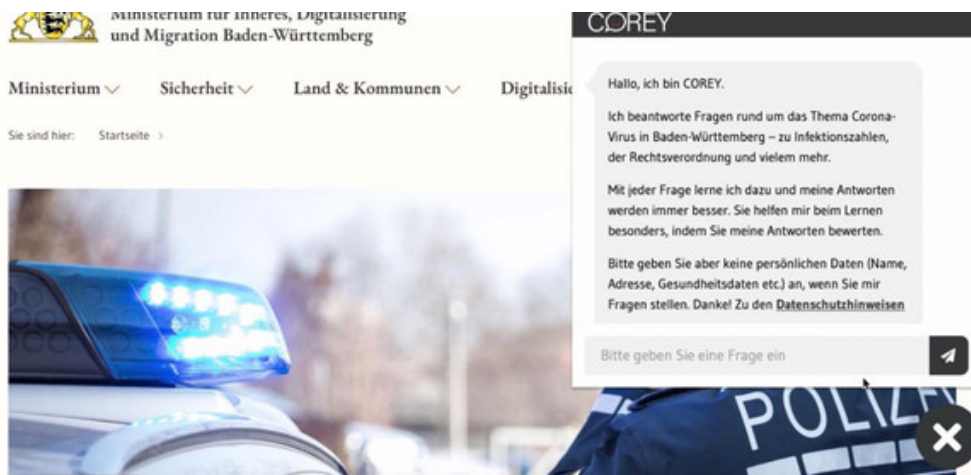 Ministerium für Inneres, Digitalisierung
und Migration Baden-Württemberg
Ministerium
Sicherheit
Land & Kommunen
Sie sind hier: Startseite
COREY
Hallo, ich bin COREY.
Ich beantworte Fragen rund um das Thema Corona-
Virus in Baden-Württemberg – zu Infektionszahlen,
der Rechtsverordnung und vielem mehr.
Mit jeder Frage lerne ich dazu und meine Antworten
werden immer besser. Sie helfen mir beim Lernen
besonders, indem Sie meine Antworten bewerten.
Bitte geben Sie aber keine persönlichen Daten (Name,
Adresse, Gesundheitsdaten etc.) an, wenn Sie mir
Fragen stellen. Danke! Zu den Datenschutzhinweisen
Bitte geben Sie eine Frage ein
POLIZEI